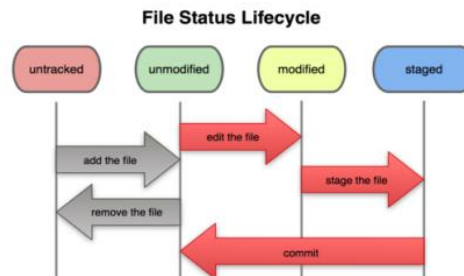 File Status Lifecycle
untracked
unmodified
modified
staged
edit the file
add the file
stage the file
remove the file
commit